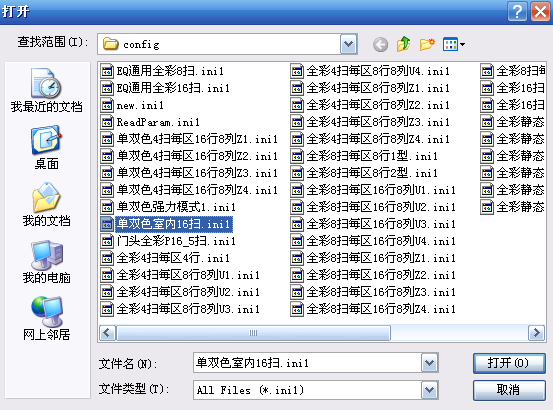 打开
查找范围(I):
config
我最近的文档
桌面
我的文档
我的电脑
网上邻居
EQ通用全彩8扫.ini1
EQ通用全彩16扫.ini1
new.ini1
ReadParam.ini1
单双色4扫每区16行8列Z1.ini1
单双色4扫每区16行8列Z2.ini1
单双色4扫每区16行8列Z3.ini1
单双色4扫每区16行8列Z4.ini1
单双色强力模式1.ini1
单双色室内16扫.ini1
门头全彩P16_5扫.ini1
全彩4扫每区4行.ini1
全彩4扫每区8行8列U1.ini1
全彩4扫每区8行8列U2.ini1
全彩4扫每区8行8列U3.ini1
全彩4扫每区8行8列U4.ini1
全彩4扫每区8行8列Z1.ini1
全彩4扫每区8行8列Z2.ini1
全彩4扫每区8行8列Z3.ini1
全彩4扫每区8行8列Z4.ini1
全彩8扫每区8行1型.ini1
全彩8扫每区8行2型.ini1
全彩8扫每区16行8列U1.ini1
全彩8扫每区16行8列U2.ini1
全彩8扫每区16行8列U3.ini1
全彩8扫每区16行8列U4.ini1
全彩8扫每区16行8列Z1.ini1
全彩8扫每区16行8列Z2.ini1
全彩8扫每区16行8列Z3.ini1
全彩8扫每区16行8列Z4.ini1
全彩8扫每
全彩16扫
全彩16扫
全彩静态
全彩静态
全彩静态
全彩静态
全彩静态
全彩静态
文件名(N):
单双色室内16扫.ini1
打开(O)
文件类型(T):
All Files (*.ini1)
取消